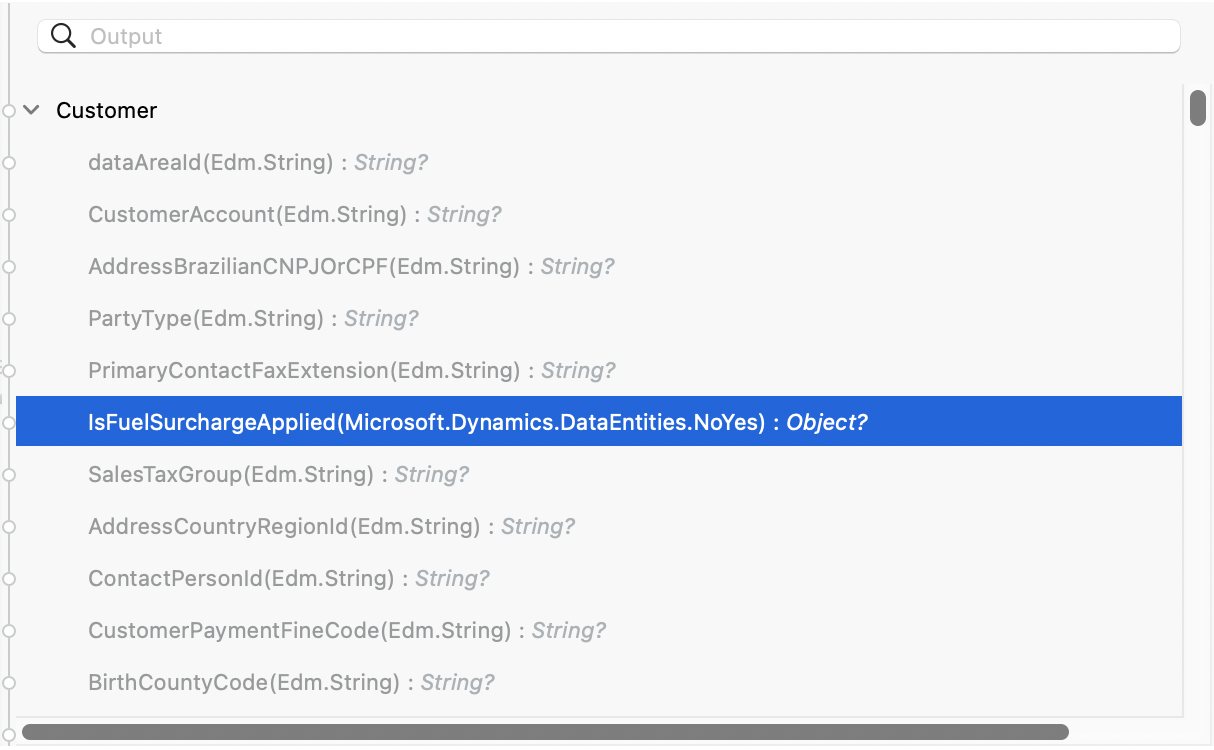 Output
Customer
dataAreaId(Edm.String) : String?
CustomerAccount(Edm.String) : String?
AddressBrazilianCNPJOrCPF(Edm.String) : String?
PartyType(Edm.String) : String?
PrimaryContactFaxExtension(Edm.String) : String?
IsFuelSurchargeApplied(Microsoft.Dynamics.DataEntities.NoYes) : Object?
SalesTaxGroup(Edm.String) : String?
AddressCountryRegionId(Edm.String) : String?
ContactPersonId(Edm.String) : String?
CustomerPaymentFineCode(Edm.String) : String?
BirthCountyCode(Edm.String) : String?